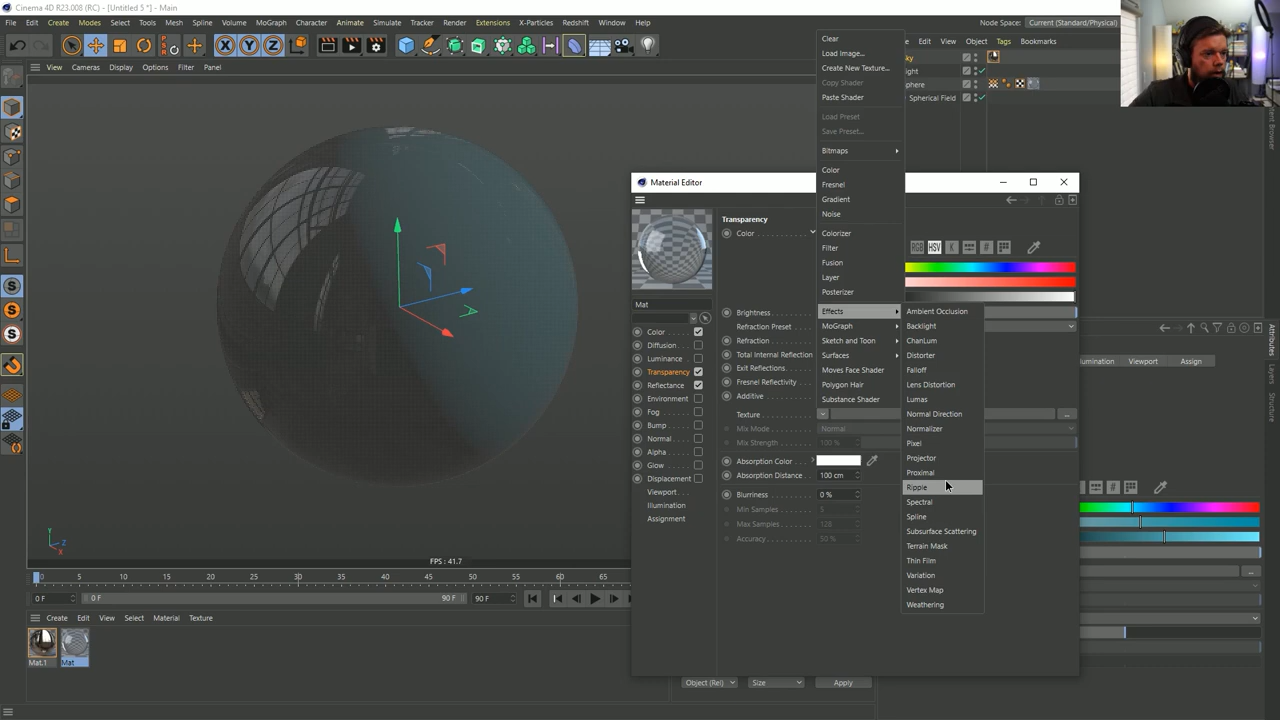 Cinema 4D R23.008 (RC) - [Untitled 5 *] - Main
File Edit Create Modes Select Tools Mesh Spline Volume MoGraph Character Animate Simulate Tracker Render Extensions X-Particles Redshift Window Help
Node Space: Current (Standard/Physical)
View Cameras Display Options Filter Panel
Edit View Object Tags Bookmarks
Sphere
Spherical Field
Clear
Load Image...
Create New Texture...
Copy Shader
Paste Shader
Load Preset
Save Preset...
Bitmaps
Color
Fresnel
Gradient
Noise
Colorizer
Filter
Fusion
Layer
Posterizer
Effects
MoGraph
Sketch and Toon
Surfaces
Moves Face Shader
Polygon Hair
Substance Shader
Ambient Occlusion
Backlight
ChanLum
Distorter
Falloff
Lens Distortion
Lumas
Normal Direction
Normalizer
Pixel
Projector
Proximal
Ripple
Spectral
Spline
Subsurface Scattering
Terrain Mask
Thin Film
Variation
Vertex Map
Weathering
Material Editor
Mat
Color
Diffusion
Luminance
Transparency
Reflectance
Environment
Fog
Bump
Normal
Alpha
Glow
Displacement
Viewport
Illumination
Assignment
Transparency
Color
RGB HSV K
Brightness
Refraction Preset
Refraction
Total Internal Reflection
Exit Reflections
Fresnel Reflectivity
Additive
Texture
Mix Mode Normal
Mix Strength 100 %
Absorption Color
Absorption Distance 100 cm
Blurriness 0 %
Min Samples 5
Max Samples 128
Accuracy 50 %
Viewport Assign
Attributes
Layers
Structure
FPS : 41.7
0 5 10 15 20 25 30 35 40 45 50 55 60 65
0 F 0 F 90 F 90 F
Create Edit View Select Material Texture
Mat.1 Mat
Object (Rel) Size Apply